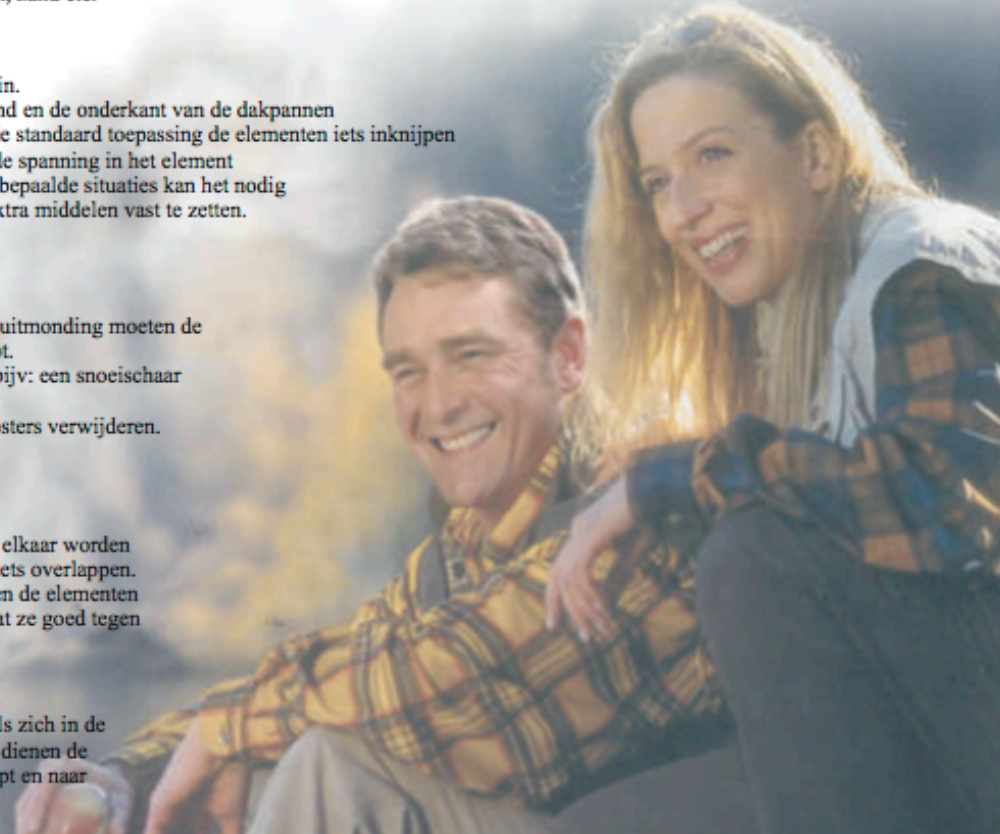 in.
nd en de onderkant van de dakpannen
e standaard toepassing de elementen iets inknijpen
de spanning in het element
bepaalde situaties kan het nodig
xtra middelen vast te zetten.
uitmonding moeten de
ot.
bijv: een snoeischaar
osters verwijderen.
elkaar worden
iets overlappen.
en de elementen
at ze goed tegen
ls zich in de
dienen de
pt en naar